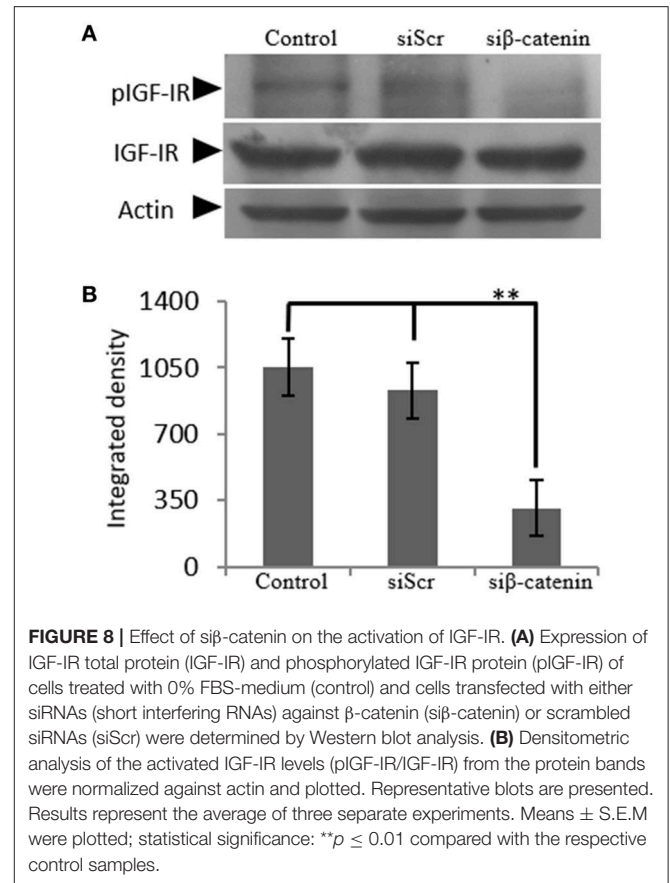 A
Control siScr siβ-catenin
pIGF-IR
IGF-IR
Actin
B
1400
1050
700
350
0
Integrated density
**
Control siScr siβ-catenin
FIGURE 8 | Effect of siβ-catenin on the activation of IGF-IR. (A) Expression of
IGF-IR total protein (IGF-IR) and phosphorylated IGF-IR protein (pIGF-IR) of
cells treated with 0% FBS-medium (control) and cells transfected with either
siRNAs (short interfering RNAs) against β-catenin (siβ-catenin) or scrambled
siRNAs (siScr) were determined by Western blot analysis. (B) Densitometric
analysis of the activated IGF-IR levels (pIGF-IR/IGF-IR) from the protein bands
were normalized against actin and plotted. Representative blots are presented.
Results represent the average of three separate experiments. Means ± S.E.M
were plotted; statistical significance: **p ≤ 0.01 compared with the respective
control samples.